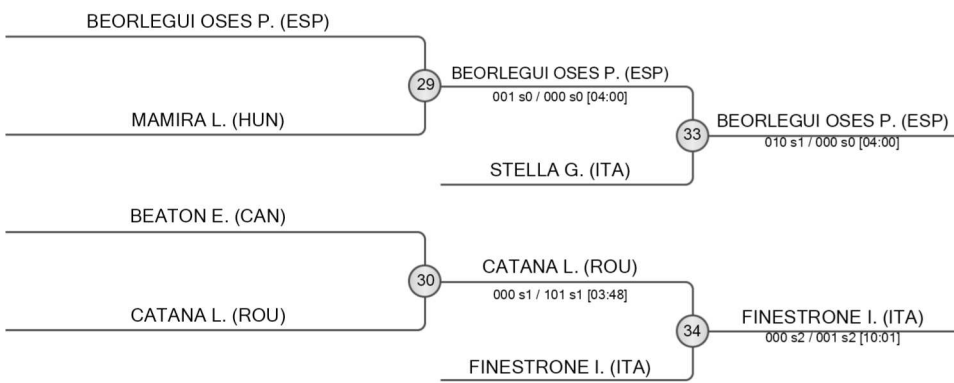 BEORLEGUI OSES P. (ESP)
29
BEORLEGUI OSES P. (ESP)
001 s0 / 000 s0 [04:00]
MAMIRA L. (HUN)
33
BEORLEGUI OSES P. (ESP)
010 s1 / 000 s0 [04:00]
STELLA G. (ITA)
BEATON E. (CAN)
30
CATANA L. (ROU)
000 s1 / 101 s1 [03:48]
CATANA L. (ROU)
34
FINESTRONE I. (ITA)
000 s2 / 001 s2 [10:01]
FINESTRONE I. (ITA)